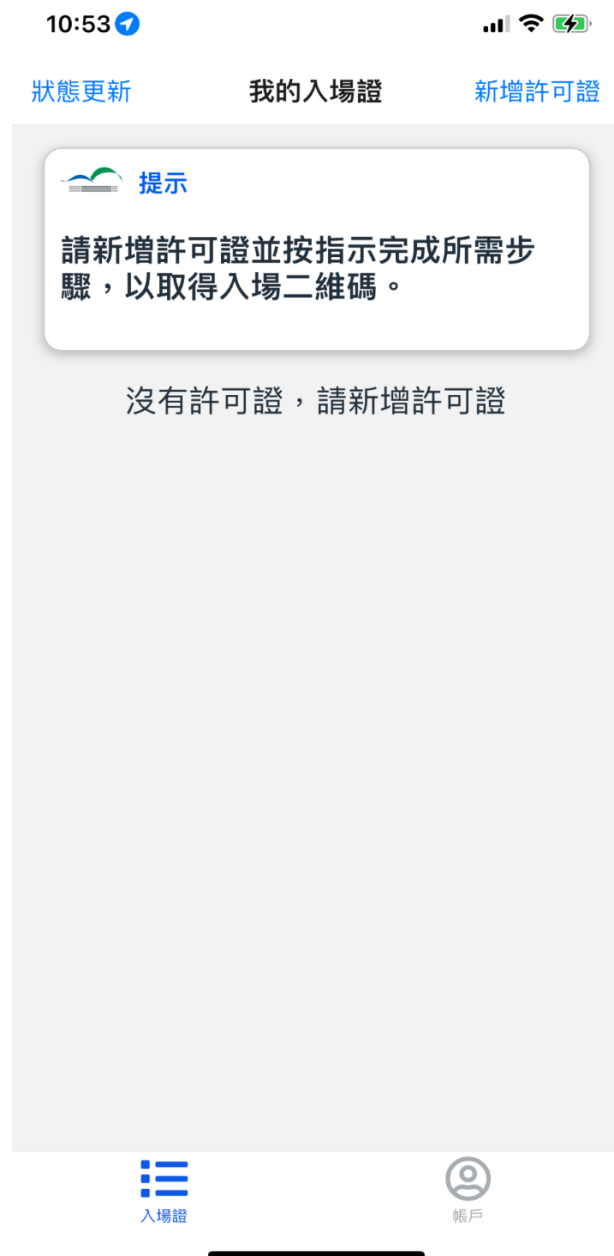 10:53
狀態更新 我的入場證 新增許可證
提示
請新增許可證並按指示完成所需步
驟，以取得入場二維碼。
沒有許可證，請新增許可證
入場證 帳戶